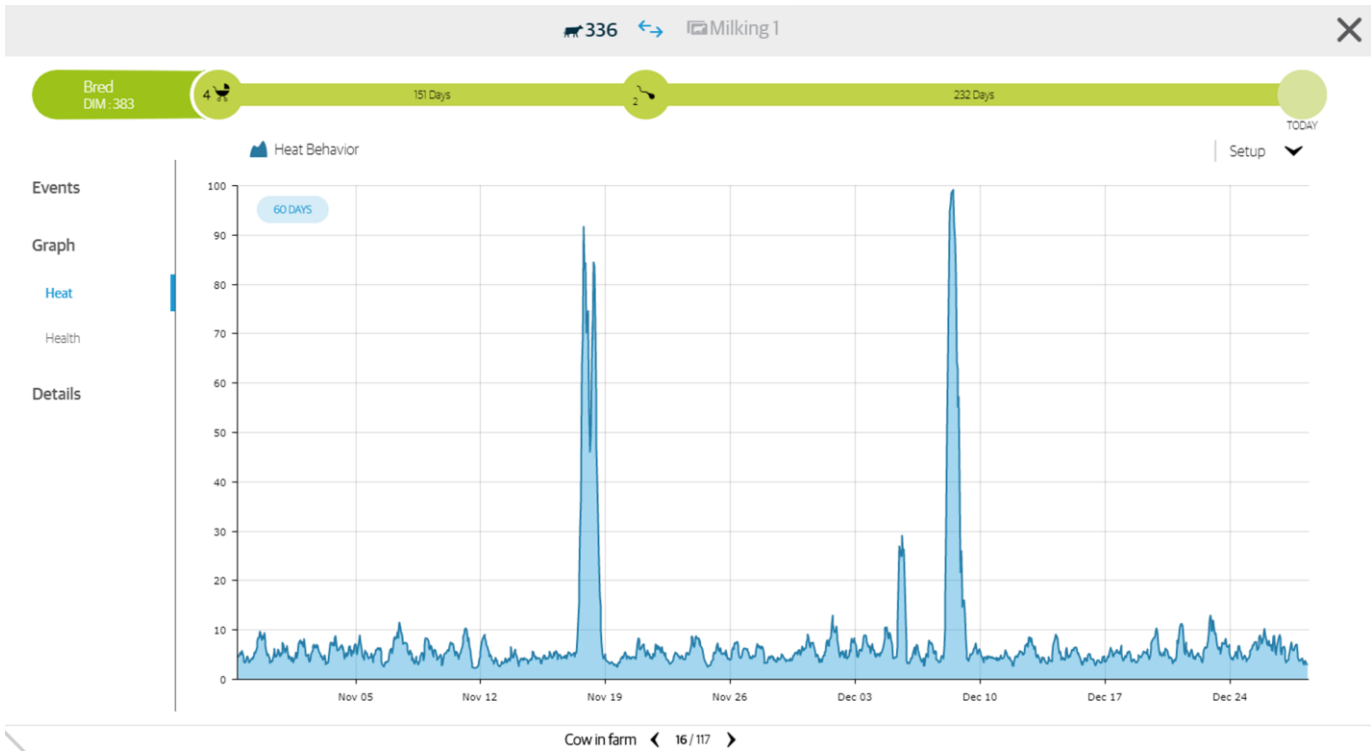 336 Milking 1
Bred
DIM : 383
4
151 Days
2
232 Days
TODAY
Heat Behavior
Setup
Events
Graph
Heat
Health
Details
60 DAYS
100
90
80
70
60
50
40
30
20
10
0
Nov 05 Nov 12 Nov 19 Nov 26 Dec 03 Dec 10 Dec 17 Dec 24
Cow in farm 16 / 117